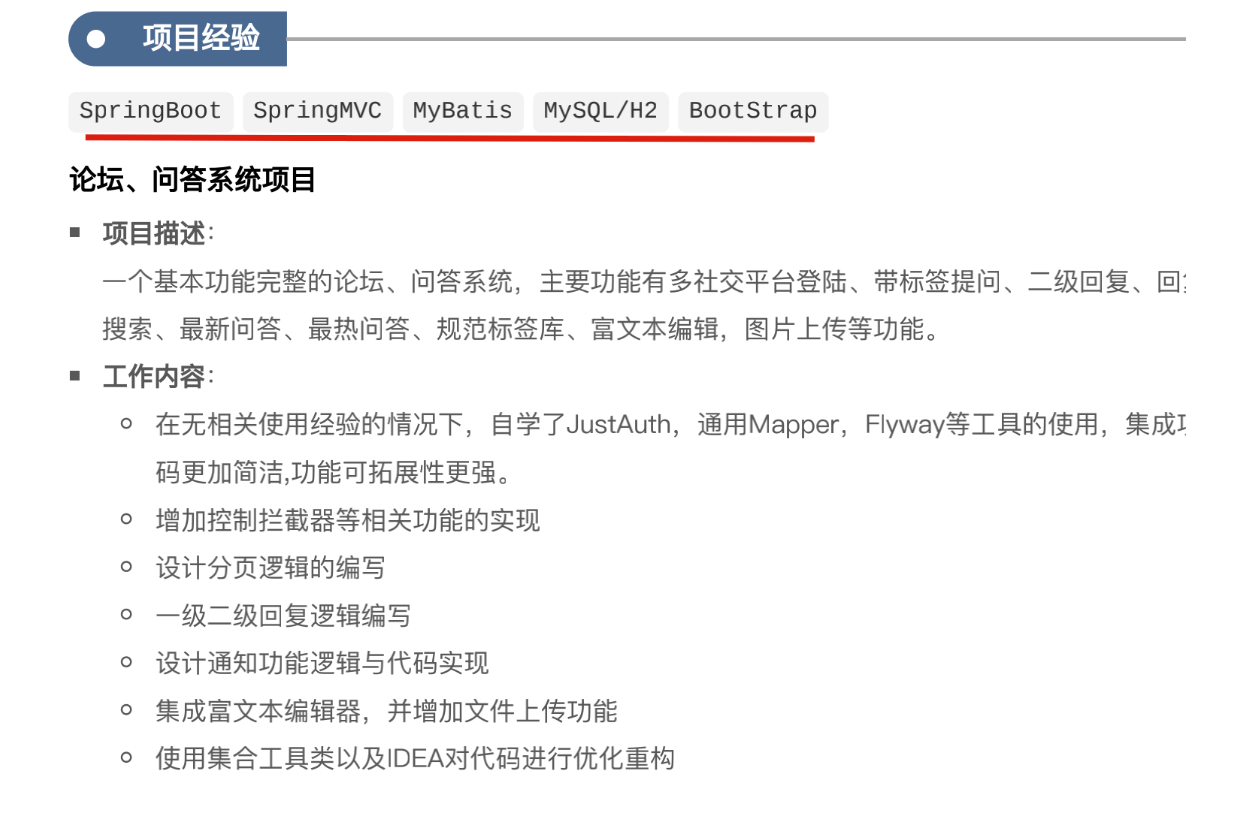 项目经验
SpringBoot SpringMVC MyBatis MySQL/H2 BootStrap
论坛、问答系统项目
项目描述:
一个基本功能完整的论坛、问答系统，主要功能有多社交平台登陆、带标签提问、二级回复、回
搜索、最新问答、最热问答、规范标签库、富文本编辑，图片上传等功能。
工作内容:
在无相关使用经验的情况下，自学了JustAuth，通用Mapper，Flyway等工具的使用，集成
码更加简洁,功能可拓展性更强。
增加控制拦截器等相关功能的实现
设计分页逻辑的编写
一级二级回复逻辑编写
设计通知功能逻辑与代码实现
集成富文本编辑器，并增加文件上传功能
使用集合工具类以及IDEA对代码进行优化重构